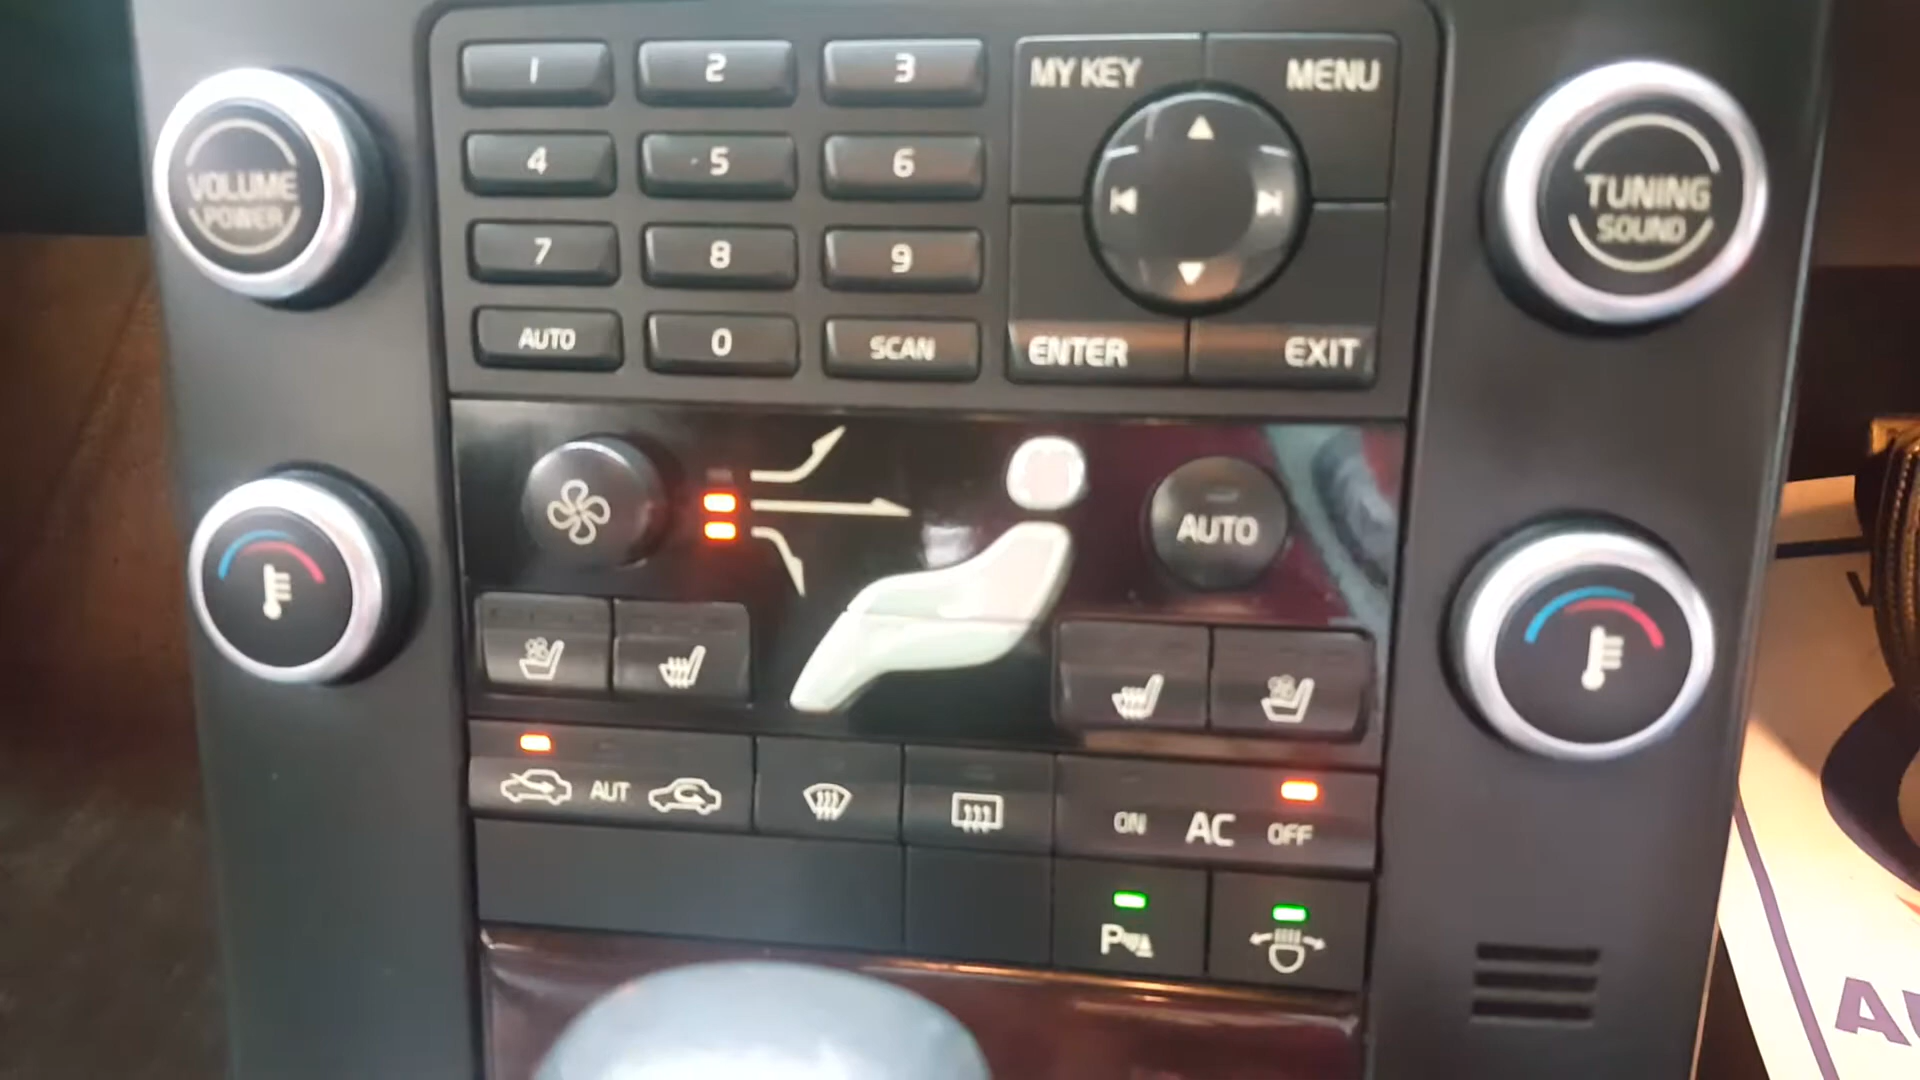 VOLUME
POWER
1 2 3
4 5 6
7 8 9
AUTO 0 SCAN
MY KEY MENU
ENTER EXIT
TUNING
SOUND
AUTO
AUT
ON AC OFF
P